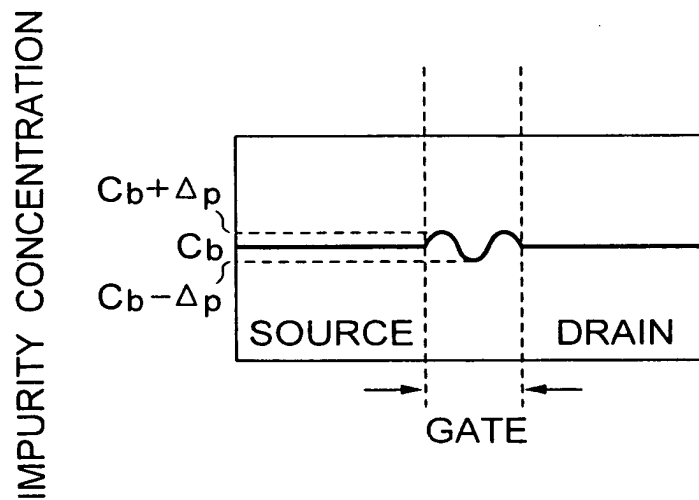 IMPURITY CONCENTRATION
Cb+Δp
Cb
Cb−Δp
SOURCE
DRAIN
GATE